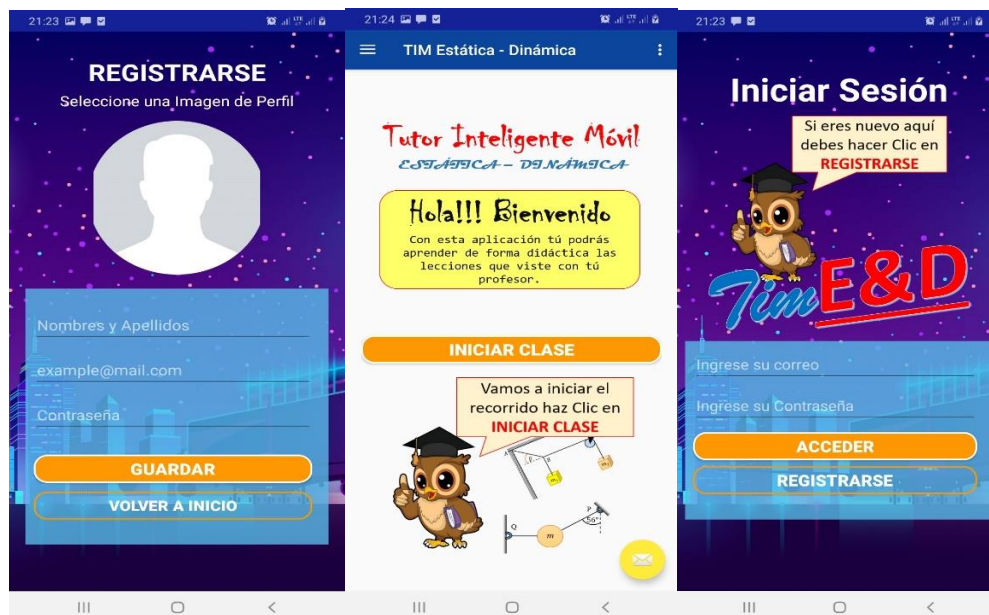 21:23
REGISTRARSE
Seleccione una Imagen de Perfil
Nombres y Apellidos
example@mail.com
Contraseña
GUARDAR
VOLVER A INICIO
21:24
TIM Estática - Dinámica
Tutor Inteligente Móvil
ESTÁTICA - DINÁMICA
Hola!!! Bienvenido
Con esta aplicación tú podrás
aprender de forma didáctica las
lecciones que viste con tú
profesor.
INICIAR CLASE
Vamos a iniciar el
recorrido haz Clic en
INICIAR CLASE
Q
m
P
56°
21:23
Iniciar Sesión
Si eres nuevo aquí
debes hacer Clic en
REGISTRARSE
Tim E&D
Ingrese su correo
Ingrese su Contraseña
ACCEDER
REGISTRARSE